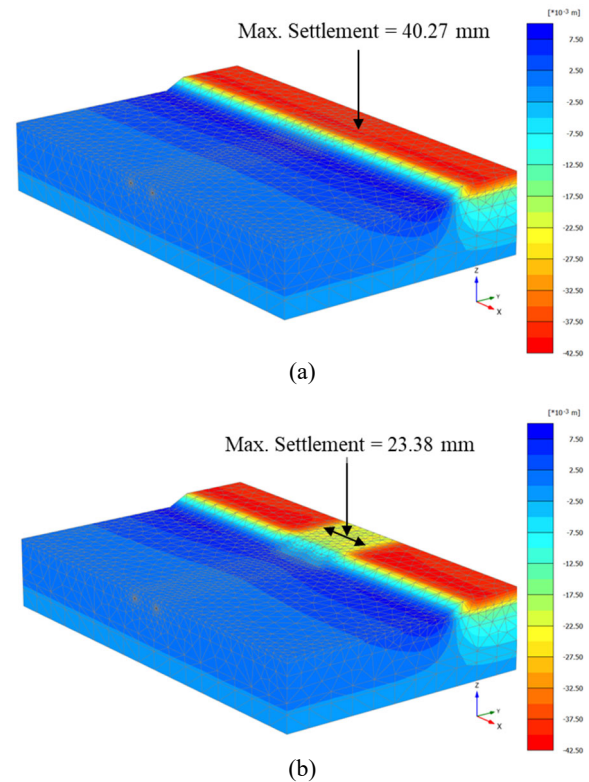 Max. Settlement = 40.27 mm
[*10⁻³ m]
7.50
2.50
-2.50
-7.50
-12.50
-17.50
-22.50
-27.50
-32.50
-37.50
-42.50
Z
Y
X
(a)
Max. Settlement = 23.38 mm
[*10⁻³ m]
7.50
2.50
-2.50
-7.50
-12.50
-17.50
-22.50
-27.50
-32.50
-37.50
-42.50
Z
Y
X
(b)